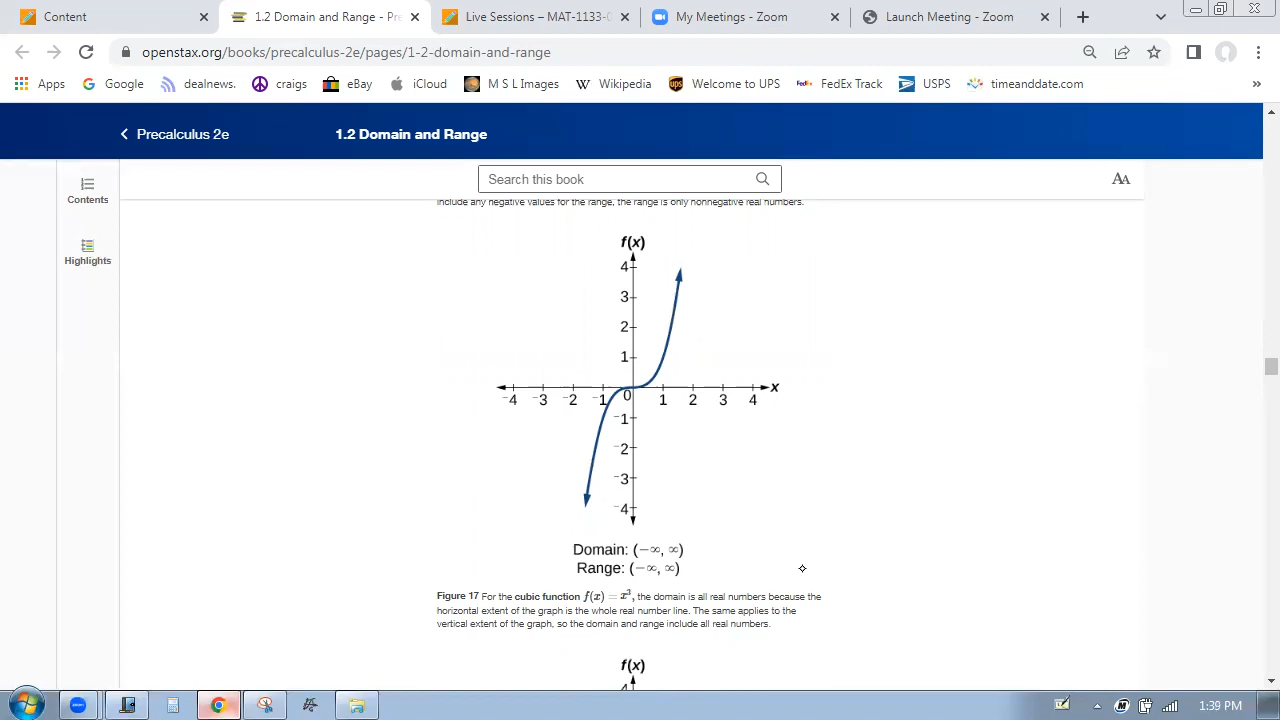 Content
1.2 Domain and Range - Pre
Live Sessions – MAT-1133-0
My Meetings - Zoom
Launch Meeting - Zoom
openstax.org/books/precalculus-2e/pages/1-2-domain-and-range
Apps
Google
dealnews.
craigs
eBay
iCloud
M S L Images
Wikipedia
Welcome to UPS
FedEx Track
USPS
timeanddate.com
»
Precalculus 2e
1.2 Domain and Range
Search this book
AA
Contents
Highlights
include any negative values for the range, the range is only nonnegative real numbers.
f(x)
4
3
2
1
x
-4 -3 -2 -1 0 1 2 3 4
-1
-2
-3
-4
Domain: (−∞, ∞)
Range: (−∞, ∞)
Figure 17 For the cubic function f(x) = x³, the domain is all real numbers because the
horizontal extent of the graph is the whole real number line. The same applies to the
vertical extent of the graph, so the domain and range include all real numbers.
f(x)
4
1:39 PM